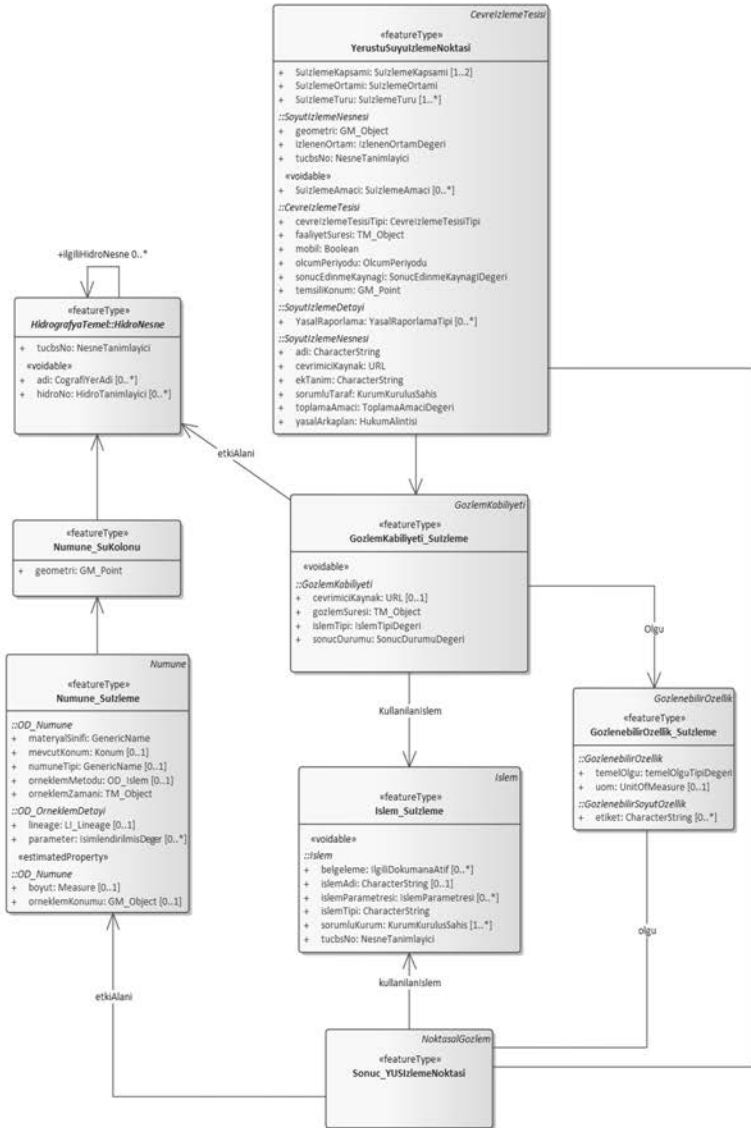 CevreIzlemeTesisi
«featureType»
YerustuSuyuIzlemeNoktasi
+ SuIzlemeKapsami: SuIzlemeKapsami [1..2]
+ SuIzlemeOrtami: SuIzlemeOrtami
+ SuIzlemeTuru: SuIzlemeTuru [1..*]
::SoyutIzlemeNesnesi
+ geometri: GM_Object
+ izlenenOrtam: IzlenenOrtamDegeri
+ tucbsNo: NesneTanimlayici
«voidable»
+ SuIzlemeAmaci: SuIzlemeAmaci [0..*]
::CevreIzlemeTesisi
+ cevreIzlemeTesisiTipi: CevreIzlemeTesisiTipi
+ faaliyetSuresi: TM_Object
+ mobil: Boolean
+ olcumPeriyodu: OlcumPeriyodu
+ sonucEdinmeKaynagi: SonucEdinmeKaynagiDegeri
+ temsiliKonum: GM_Point
::SoyutIzlemeDetayi
+ YasalRaporlama: YasalRaporlamaTipi [0..*]
::SoyutIzlemeNesnesi
+ adi: CharacterString
+ cevrimiciKaynak: URL
+ ekTanim: CharacterString
+ sorumluTaraf: KurumKurulusSahis
+ toplamaAmaci: ToplamaAmaciDegeri
+ yasalArkaplan: HukumAlintisi
+ilgiliHidroNesne 0..*
«featureType»
HidrografyaTemel::HidroNesne
+ tucbsNo: NesneTanimlayici
«voidable»
+ adi: CografiYerAdi [0..*]
+ hidroNo: HidroTanimlayici [0..*]
etkiAlani
«featureType»
Numune_SuKolonu
+ geometri: GM_Point
GozlemKabiliyeti
«featureType»
GozlemKabiliyeti_SuIzleme
«voidable»
::GozlemKabiliyeti
+ cevrimiciKaynak: URL [0..1]
+ gozlemSuresi: TM_Object
+ islemTipi: IslemTipiDegeri
+ sonucDurumu: SonucDurumuDegeri
Olgu
Numune
«featureType»
Numune_SuIzleme
::OD_Numune
+ materyalSinifi: GenericName
+ mevcutKonum: Konum [0..1]
+ numuneTipi: GenericName [0..1]
+ orneklemMetodu: OD_Islem [0..1]
+ orneklemZamani: TM_Object
::OD_OrneklemDetayi
+ lineage: LI_Lineage [0..1]
+ parameter: IsimlendirilmisDeger [0..*]
«estimatedProperty»
::OD_Numune
+ boyut: Measure [0..1]
+ orneklemKonumu: GM_Object [0..1]
KullanilanIslem
GozlenebilirOzellik
«featureType»
GozlenebilirOzellik_SuIzleme
::GozlenebilirOzellik
+ temelOlgu: temelOlguTipiDegeri
+ uom: UnitOfMeasure [0..1]
::GozlenebilirSoyutOzellik
+ etiket: CharacterString [0..*]
Islem
«featureType»
Islem_SuIzleme
«voidable»
::Islem
+ belgeleme: IlgiliDokumanaAtif [0..*]
+ islemAdi: CharacterString [0..1]
+ islemParametresi: IslemParametresi [0..*]
+ islemTipi: CharacterString
+ sorumluKurum: KurumKurulusSahis [1..*]
+ tucbsNo: NesneTanimlayici
olgu
etkiAlani
kullanilanIslem
NoktasalGozlem
«featureType»
Sonuc_YUSIzlemeNoktasi